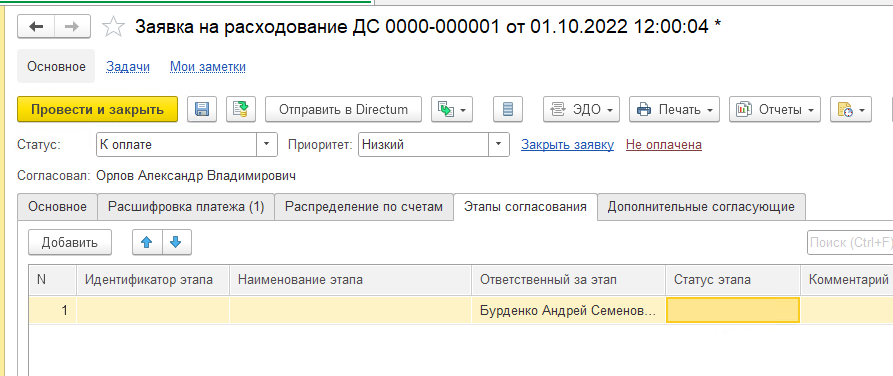 Заявка на расходование ДС 0000-000001 от 01.10.2022 12:00:04 *
Основное Задачи Мои заметки
Провести и закрыть Отправить в Directum ЭДО Печать Отчеты
Статус: К оплате Приоритет: Низкий Закрыть заявку Не оплачена
Согласовал: Орлов Александр Владимирович
Основное Расшифровка платежа (1) Распределение по счетам Этапы согласования Дополнительные согласующие
Добавить Поиск (Ctrl+F)
N Идентификатор этапа Наименование этапа Ответственный за этап Статус этапа Комментарий
1 Бурденко Андрей Семенов...